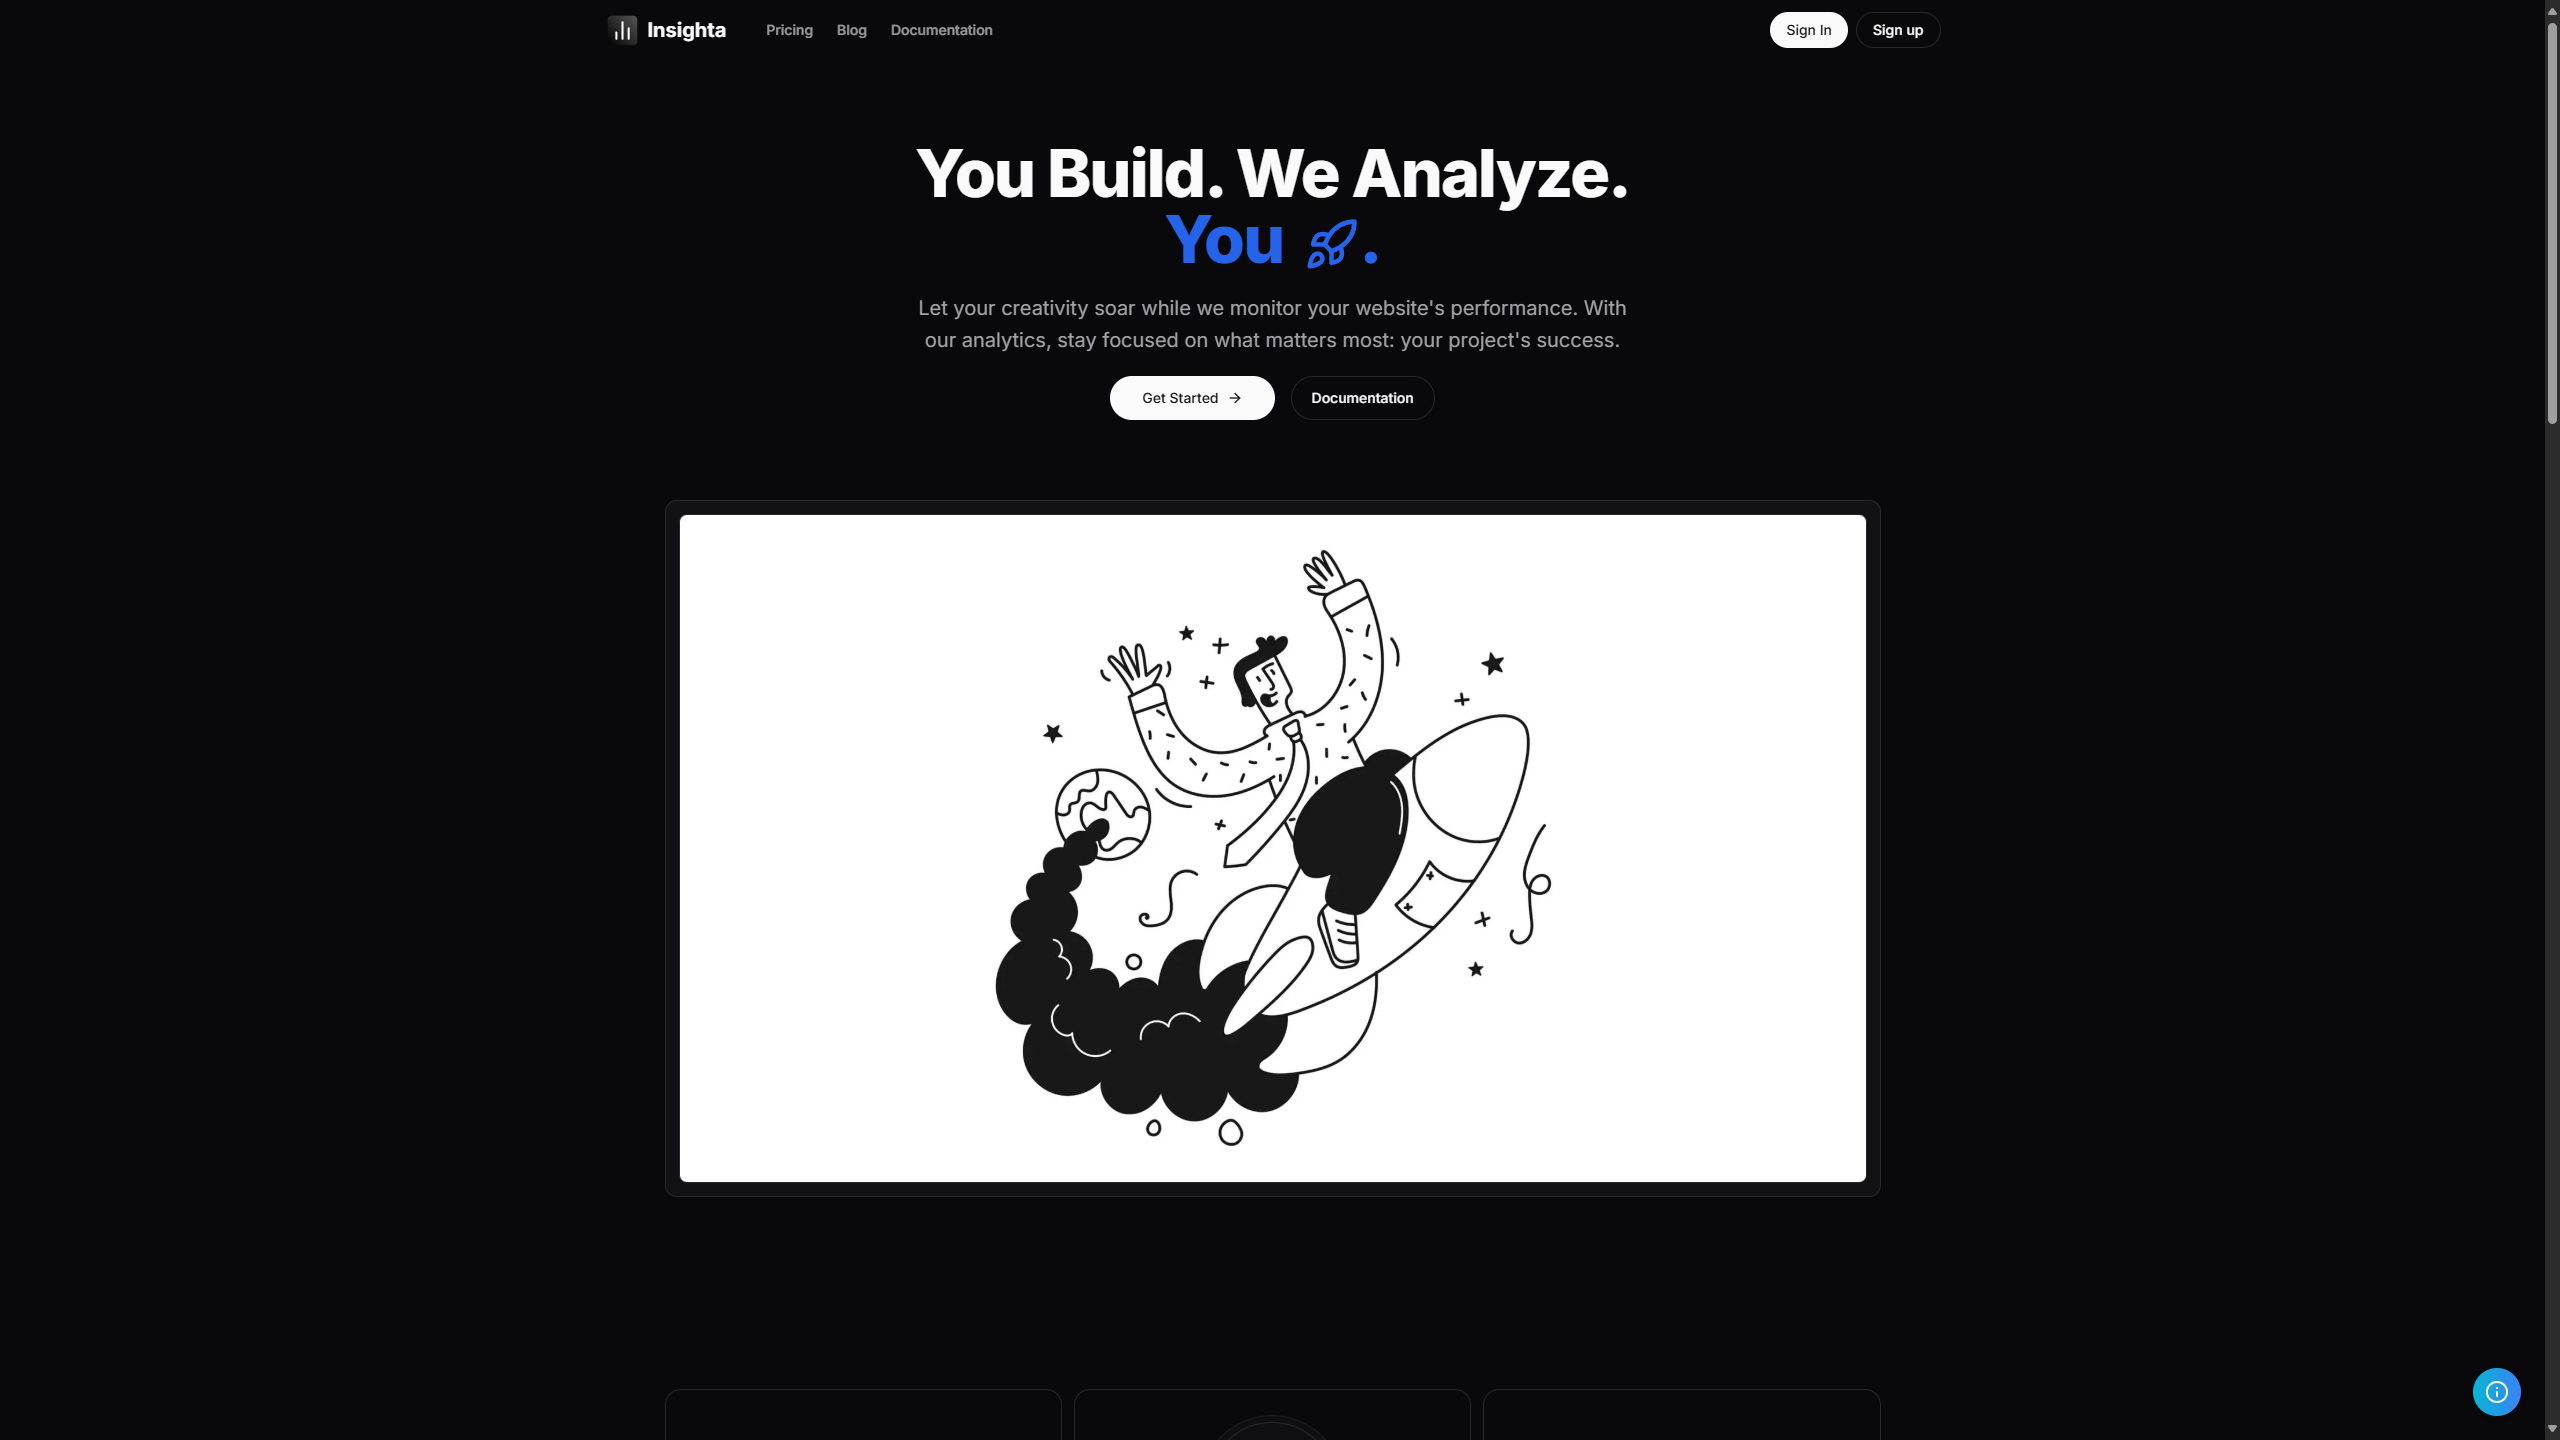 Insighta
Pricing
Blog
Documentation
Sign In
Sign up
You Build. We Analyze.
You .
Let your creativity soar while we monitor your website's performance. With
our analytics, stay focused on what matters most: your project's success.
Get Started
Documentation